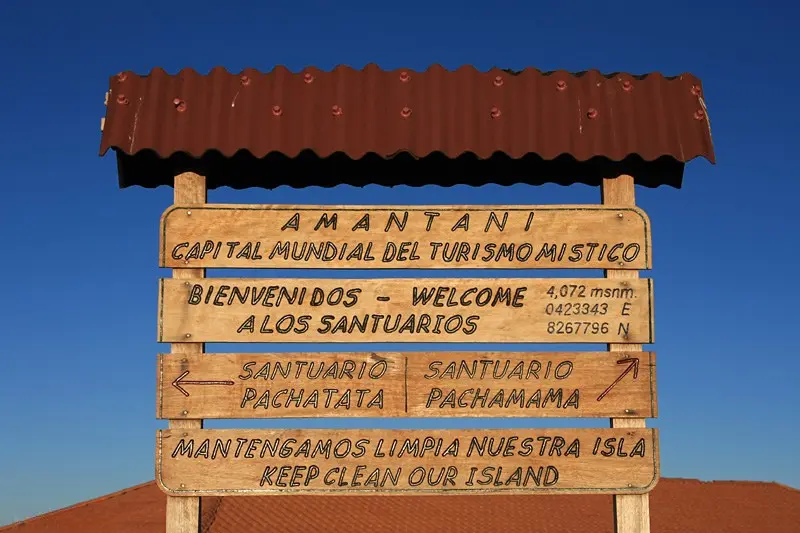 AMANTANI
CAPITAL MUNDIAL DEL TURISMO MISTICO
BIENVENIDOS - WELCOME
A LOS SANTUARIOS
4,072 msnm.
0423343 E
8267796 N
SANTUARIO
PACHATATA
SANTUARIO
PACHAMAMA
MANTENGAMOS LIMPIA NUESTRA ISLA
KEEP CLEAN OUR ISLAND